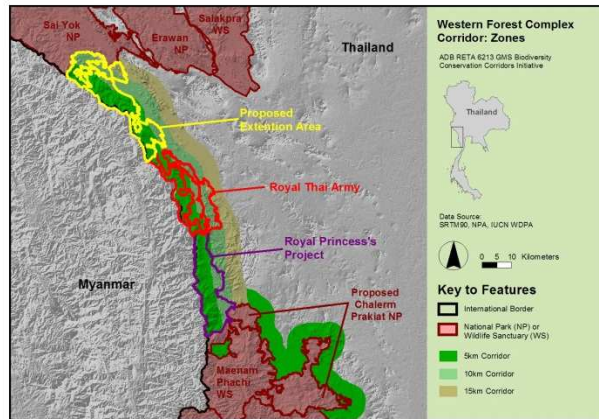 Sai Yok
NP
Erawan
NP
Salakpra
WS
Thailand
Proposed
Extention Area
Royal Thai Army
Royal Princess's
Project
Myanmar
Proposed
Chalerm
Prakiat NP
Maenam
Phachi
WS
Western Forest Complex
Corridor: Zones
ADB RETA 6213 GMS Biodiversity
Conservation Corridors Initiative
Thailand
Data Source:
SRTM90, NPA, IUCN WDPA
0 5 10 Kilometers
Key to Features
International Border
National Park (NP) or
Wildlife Sanctuary (WS)
5km Corridor
10km Corridor
15km Corridor